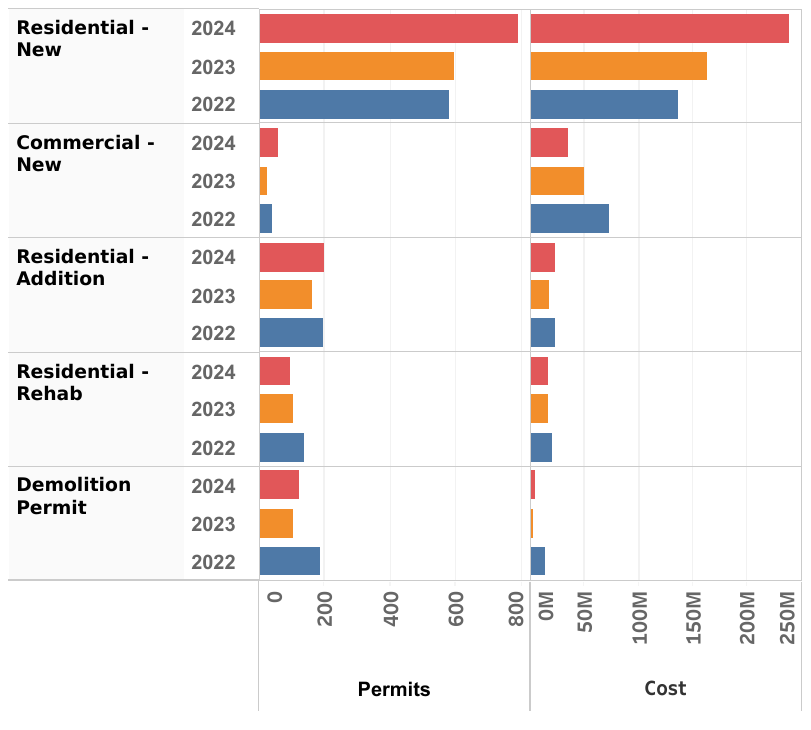 Residential -
New
2024
2023
2022
Commercial -
New
2024
2023
2022
Residential -
Addition
2024
2023
2022
Residential -
Rehab
2024
2023
2022
Demolition
Permit
2024
2023
2022
0
200
400
600
800
0M
50M
100M
150M
200M
250M
Permits
Cost